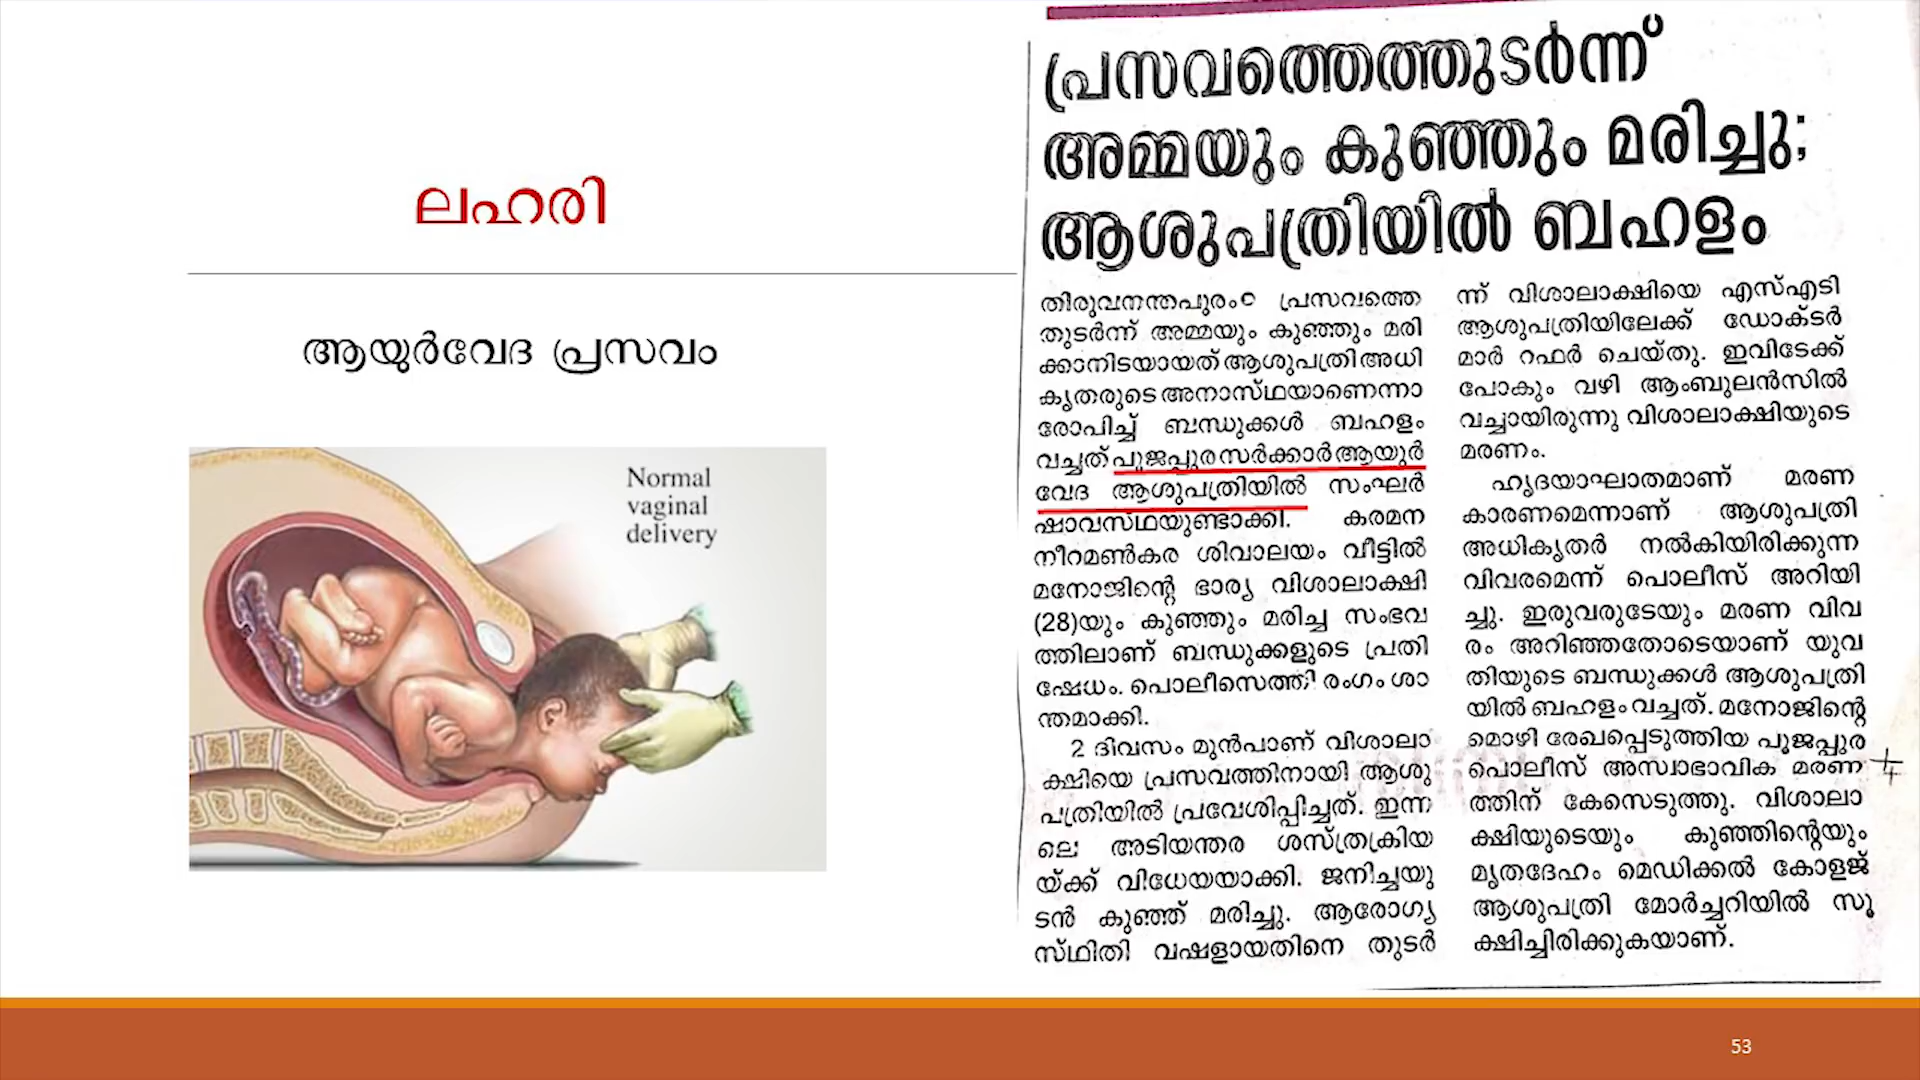 ലഹരി
ആയുർവേദ പ്രസവം
Normal
vaginal
delivery
പ്രസവത്തെത്തുടർന്ന്
അമ്മയും കുഞ്ഞും മരിച്ചു;
ആശുപത്രിയിൽ ബഹളം
തിരുവനന്തപുരം പ്രസവത്തെ
തുടർന്ന് അമ്മയും കുഞ്ഞും മരി
ക്കാനിടയായത് ആശുപത്രി അധി
കൃതരുടെ അനാസ്ഥയാണെന്നാ
രോപിച്ച് ബന്ധുക്കൾ ബഹളം
വച്ചത് പൂജപ്പുര സർക്കാർ ആയുർ
വേദ ആശുപത്രിയിൽ സംഘർ
ഷാവസ്ഥയുണ്ടാക്കി. കരമന
നീറമൺകര ശിവാലയം വീട്ടിൽ
മനോജിന്റെ ഭാര്യ വിശാലാക്ഷി
(28)യും കുഞ്ഞും മരിച്ച സംഭവ
ത്തിലാണ് ബന്ധുക്കളുടെ പ്രതി
ഷേധം. പൊലീസെത്തി രംഗം ശാ
ന്തമാക്കി.
2 ദിവസം മുൻപാണ് വിശാലാ
ക്ഷിയെ പ്രസവത്തിനായി ആശു
പത്രിയിൽ പ്രവേശിപ്പിച്ചത്. ഇന്ന
ലെ അടിയന്തര ശസ്ത്രക്രിയ
യ്ക്ക് വിധേയയാക്കി. ജനിച്ചയു
ടൻ കുഞ്ഞ് മരിച്ചു. ആരോഗ്യ
സ്ഥിതി വഷളായതിനെ തുടർ
ന്ന് വിശാലാക്ഷിയെ എസ്എടി
ആശുപത്രിയിലേക്ക് ഡോക്ടർ
മാർ റഫർ ചെയ്തു. ഇവിടേക്ക്
പോകും വഴി ആംബുലൻസിൽ
വച്ചായിരുന്നു വിശാലാക്ഷിയുടെ
മരണം.
ഹൃദയാഘാതമാണ് മരണ
കാരണമെന്നാണ് ആശുപത്രി
അധികൃതർ നൽകിയിരിക്കുന്ന
വിവരമെന്ന് പൊലീസ് അറിയി
ച്ചു. ഇരുവരുടേയും മരണ വിവ
രം അറിഞ്ഞതോടെയാണ് യുവ
തിയുടെ ബന്ധുക്കൾ ആശുപത്രി
യിൽ ബഹളം വച്ചത്. മനോജിന്റെ
മൊഴി രേഖപ്പെടുത്തിയ പൂജപ്പുര
പൊലീസ് അസ്വാഭാവിക മരണ
ത്തിന് കേസെടുത്തു. വിശാലാ
ക്ഷിയുടെയും കുഞ്ഞിന്റെയും
മൃതദേഹം മെഡിക്കൽ കോളജ്
ആശുപത്രി മോർച്ചറിയിൽ സൂ
ക്ഷിച്ചിരിക്കുകയാണ്.
53